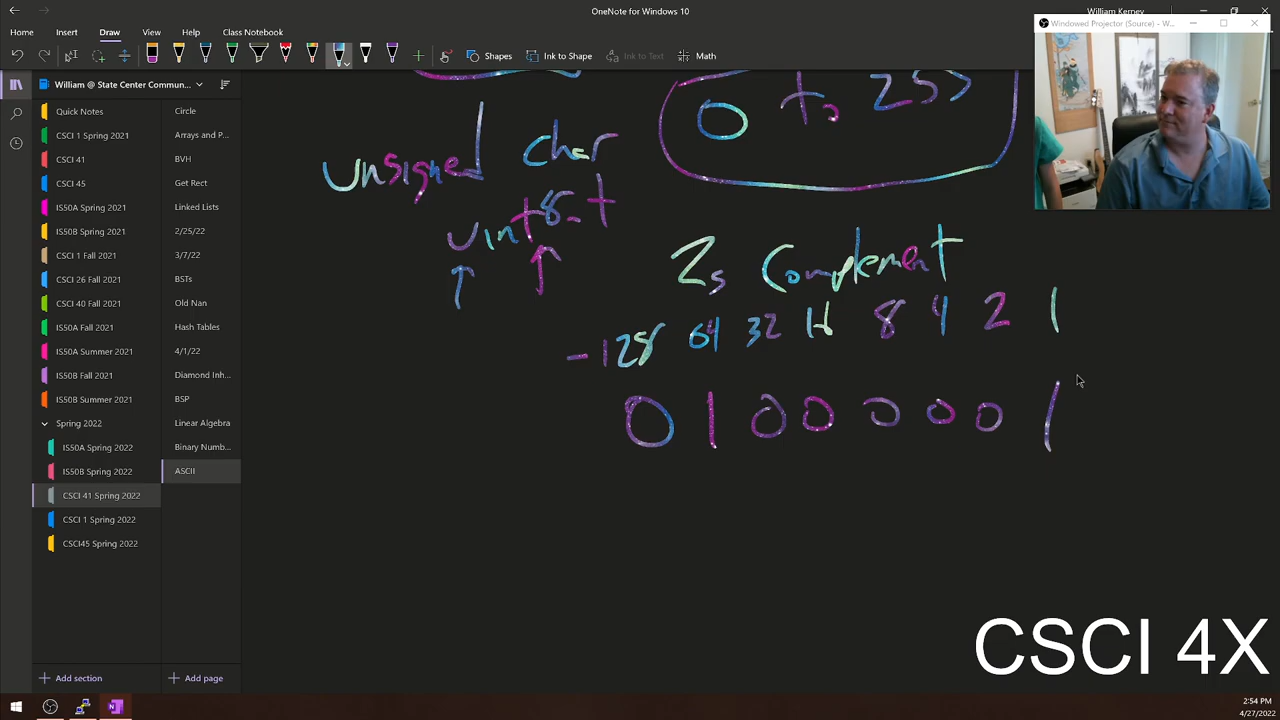 OneNote for Windows 10
William Kerney
Home Insert Draw View Help Class Notebook
Windowed Projector (Source) - W...
Shapes Ink to Shape Ink to Text Math
William @ State Center Commun...
Quick Notes
CSCI 1 Spring 2021
CSCI 41
CSCI 45
IS50A Spring 2021
IS50B Spring 2021
CSCI 1 Fall 2021
CSCI 26 Fall 2021
CSCI 40 Fall 2021
IS50A Fall 2021
IS50A Summer 2021
IS50B Fall 2021
IS50B Summer 2021
Spring 2022
IS50A Spring 2022
IS50B Spring 2022
CSCI 41 Spring 2022
CSCI 1 Spring 2022
CSCI45 Spring 2022
Add section
Circle
Arrays and P...
BVH
Get Rect
Linked Lists
2/25/22
3/7/22
BSTs
Old Nan
Hash Tables
4/1/22
Diamond Inh...
BSP
Linear Algebra
Binary Numb...
ASCII
Add page
0 to 255
unsigned char
uint8_t
2s Complement
-128 64 32 16 8 4 2 1
0 1 0 0 0 0 0 1
CSCI 4X
2:54 PM
4/27/2022